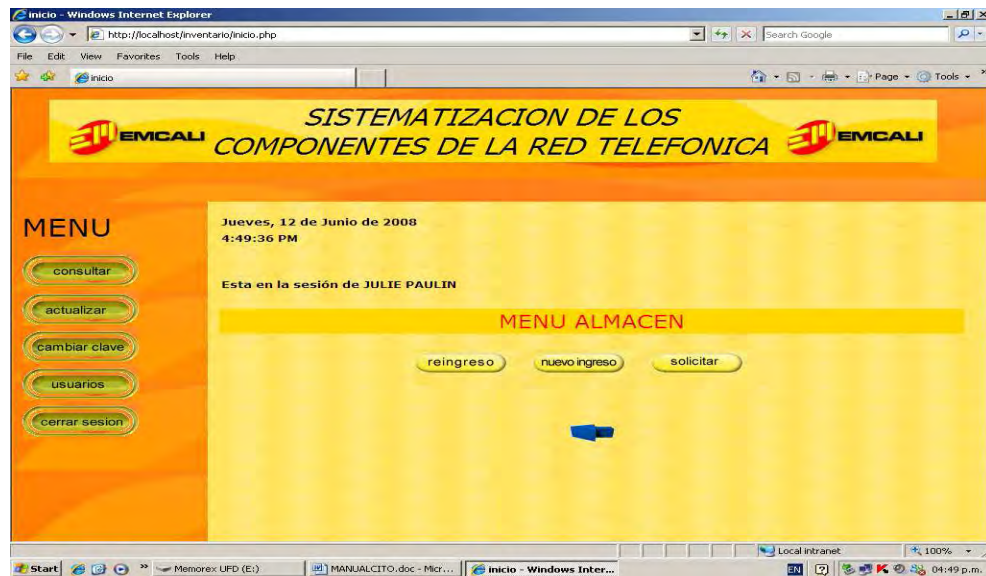 inicio - Windows Internet Explorer
http://localhost/inventario/inicio.php
Search Google
File Edit View Favorites Tools Help
inicio
Page Tools
EMCALI
SISTEMATIZACION DE LOS
COMPONENTES DE LA RED TELEFONICA
EMCALI
MENU
consultar
actualizar
cambiar clave
usuarios
cerrar sesion
Jueves, 12 de Junio de 2008
4:49:36 PM
Esta en la sesión de JULIE PAULIN
MENU ALMACEN
reingreso
nuevo ingreso
solicitar
Local intranet
100%
Start
Memorex UFD (E:)
MANUALCITO.doc - Micr...
inicio - Windows Inter...
EN
04:49 p.m.